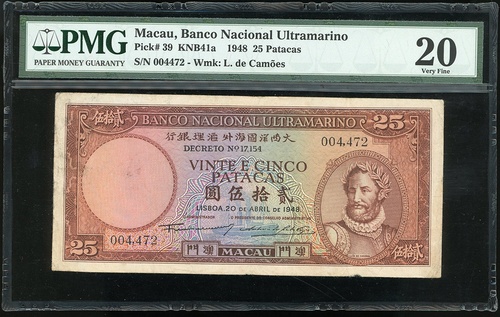 PMG
PAPER MONEY GUARANTY
Macau, Banco Nacional Ultramarino
Pick# 39 KNB41a 1948 25 Patacas
S/N 004472 - Wmk: L. de Camões
20
Very Fine
伍拾貳
BANCO NACIONAL ULTRAMARINO
25
行銀理滙外海國洋西大
DECRETO Nº 17.154
004,472
VINTE E CINCO
PATACAS
圓伍拾貳
LISBOA, 20 DE ABRIL DE 1948
25
004,472
門澳
MACAU
門澳
伍拾貳